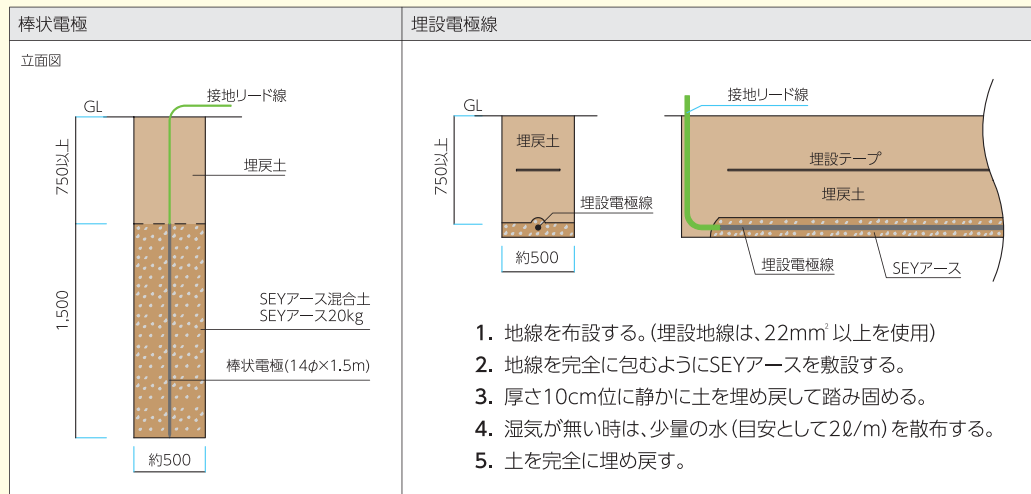 棒状電極
立面図
GL
接地リード線
750以上
埋戻土
1,500
SEYアース混合土
SEYアース20kg
棒状電極(14φ×1.5m)
約500
埋設電極線
GL
750以上
埋戻土
埋設電極線
約500
接地リード線
埋設テープ
埋戻土
埋設電極線
SEYアース
1. 地線を布設する。(埋設地線は、22mm²以上を使用)
2. 地線を完全に包むようにSEYアースを敷設する。
3. 厚さ10cm位に静かに土を埋め戻して踏み固める。
4. 湿気が無い時は、少量の水(目安として2ℓ/m)を散布する。
5. 土を完全に埋め戻す。